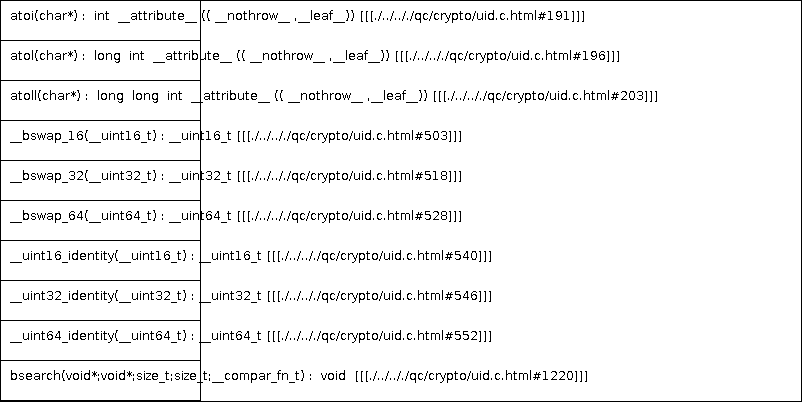 atoi(char*) : int __attribute__ (( __nothrow__ ,__leaf__)) [[[./../././qc/crypto/uid.c.html#191]]]
atol(char*) : long int __attribute__ (( __nothrow__ ,__leaf__)) [[[./../././qc/crypto/uid.c.html#196]]]
atoll(char*) : long long int __attribute__ (( __nothrow__ ,__leaf__)) [[[./../././qc/crypto/uid.c.html#203]]]
__bswap_16(__uint16_t) : __uint16_t [[[./../././qc/crypto/uid.c.html#503]]]
__bswap_32(__uint32_t) : __uint32_t [[[./../././qc/crypto/uid.c.html#518]]]
__bswap_64(__uint64_t) : __uint64_t [[[./../././qc/crypto/uid.c.html#528]]]
__uint16_identity(__uint16_t) : __uint16_t [[[./../././qc/crypto/uid.c.html#540]]]
__uint32_identity(__uint32_t) : __uint32_t [[[./../././qc/crypto/uid.c.html#546]]]
__uint64_identity(__uint64_t) : __uint64_t [[[./../././qc/crypto/uid.c.html#552]]]
bsearch(void*;void*;size_t;size_t;__compar_fn_t) : void [[[./../././qc/crypto/uid.c.html#1220]]]